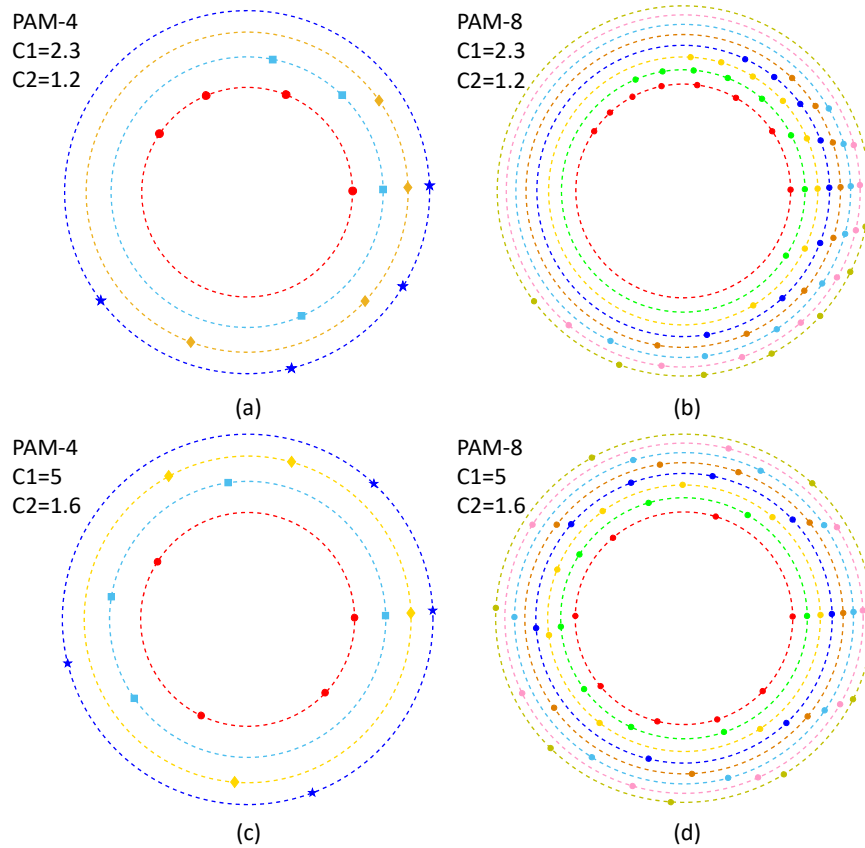 PAM-4
C1=2.3
C2=1.2
PAM-8
C1=2.3
C2=1.2
(a)
(b)
PAM-4
C1=5
C2=1.6
PAM-8
C1=5
C2=1.6
(c)
(d)